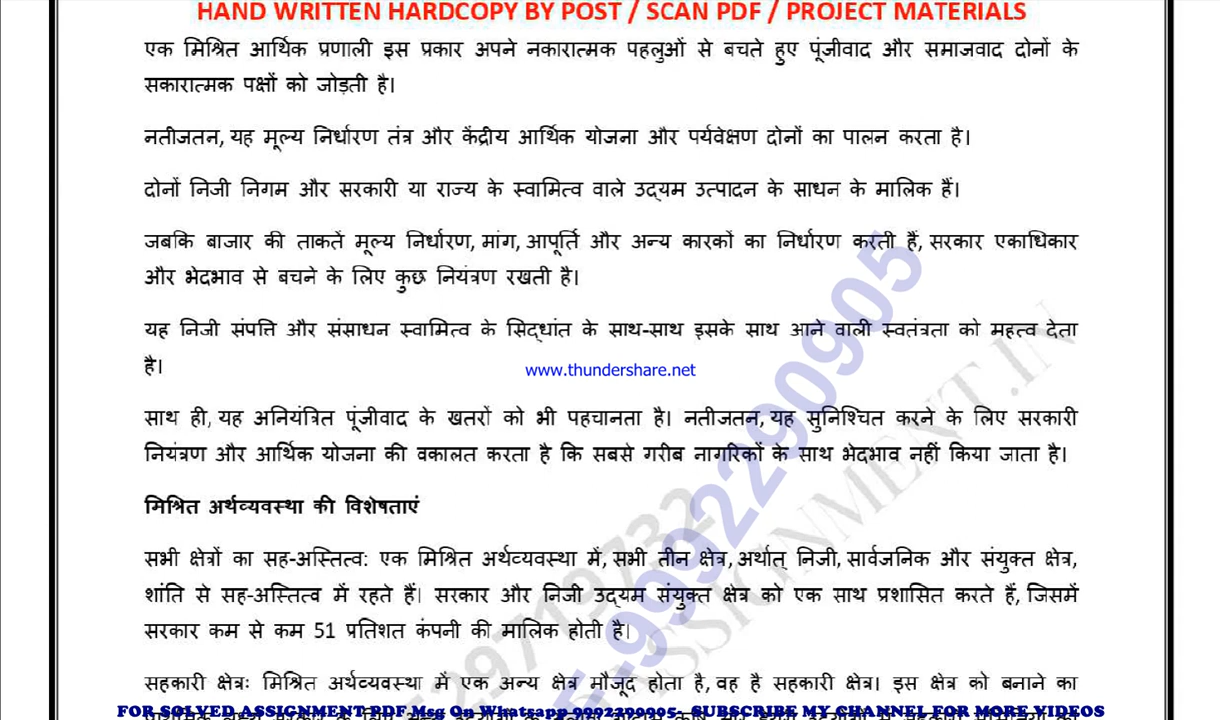 HAND WRITTEN HARDCOPY BY POST / SCAN PDF / PROJECT MATERIALS
एक मिश्रित आर्थिक प्रणाली इस प्रकार अपने नकारात्मक पहलुओं से बचते हुए पूंजीवाद और समाजवाद दोनों के
सकारात्मक पक्षों को जोड़ती है।
नतीजतन, यह मूल्य निर्धारण तंत्र और केंद्रीय आर्थिक योजना और पर्यवेक्षण दोनों का पालन करता है।
दोनों निजी निगम और सरकारी या राज्य के स्वामित्व वाले उद्यम उत्पादन के साधन के मालिक हैं।
जबकि बाजार की ताकतें मूल्य निर्धारण, मांग, आपूर्ति और अन्य कारकों का निर्धारण करती हैं, सरकार एकाधिकार
और भेदभाव से बचने के लिए कुछ नियंत्रण रखती है।
यह निजी संपत्ति और संसाधन स्वामित्व के सिद्धांत के साथ-साथ इसके साथ आने वाली स्वतंत्रता को महत्व देता
है।
www.thundershare.net
साथ ही, यह अनियंत्रित पूंजीवाद के खतरों को भी पहचानता है। नतीजतन, यह सुनिश्चित करने के लिए सरकारी
नियंत्रण और आर्थिक योजना की वकालत करता है कि सबसे गरीब नागरिकों के साथ भेदभाव नहीं किया जाता है।
मिश्रित अर्थव्यवस्था की विशेषताएं
सभी क्षेत्रों का सह-अस्तित्व: एक मिश्रित अर्थव्यवस्था में, सभी तीन क्षेत्र, अर्थात् निजी, सार्वजनिक और संयुक्त क्षेत्र,
शांति से सह-अस्तित्व में रहते हैं। सरकार और निजी उद्यम संयुक्त क्षेत्र को एक साथ प्रशासित करते हैं, जिसमें
सरकार कम से कम 51 प्रतिशत कंपनी की मालिक होती है।
सहकारी क्षेत्रः मिश्रित अर्थव्यवस्था में एक अन्य क्षेत्र मौजूद होता है, वह है सहकारी क्षेत्र। इस क्षेत्र को बनाने का
FOR SOLVED ASSIGNMENT PDF Msg On Whatsapp 9992209905- SUBSCRIBE MY CHANNEL FOR MORE VIDEOS